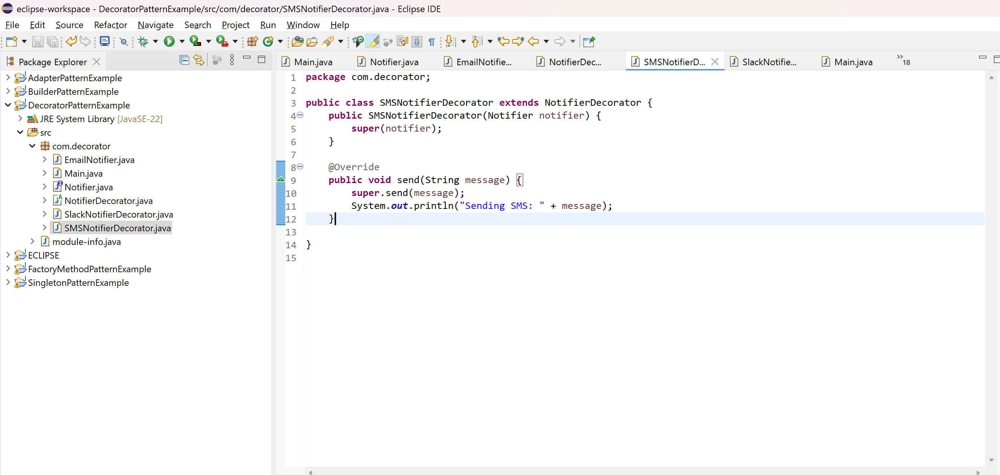 eclipse-workspace - DecoratorPatternExample/src/com/decorator/SMSNotifierDecorator.java - Eclipse IDE
File Edit Source Refactor Navigate Search Project Run Window Help
Package Explorer
AdapterPatternExample
BuilderPatternExample
DecoratorPatternExample
JRE System Library [JavaSE-22]
src
com.decorator
EmailNotifier.java
Main.java
Notifier.java
NotifierDecorator.java
SlackNotifierDecorator.java
SMSNotifierDecorator.java
module-info.java
ECLIPSE
FactoryMethodPatternExample
SingletonPatternExample
Main.java Notifier.java EmailNotifie... NotifierDec... SMSNotifierD... SlackNotifie... Main.java »18
1 package com.decorator;
2
3 public class SMSNotifierDecorator extends NotifierDecorator {
4 public SMSNotifierDecorator(Notifier notifier) {
5 super(notifier);
6 }
7
8 @Override
9 public void send(String message) {
10 super.send(message);
11 System.out.println("Sending SMS: " + message);
12 }
13
14 }
15